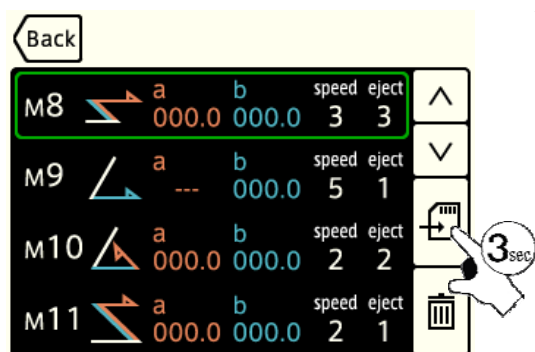 Back
M8 a b speed eject
000.0 000.0 3 3
M9 a b speed eject
--- 000.0 5 1
M10 a b speed eject
000.0 000.0 2 2
M11 a b speed eject
000.0 000.0 2 1
3sec.